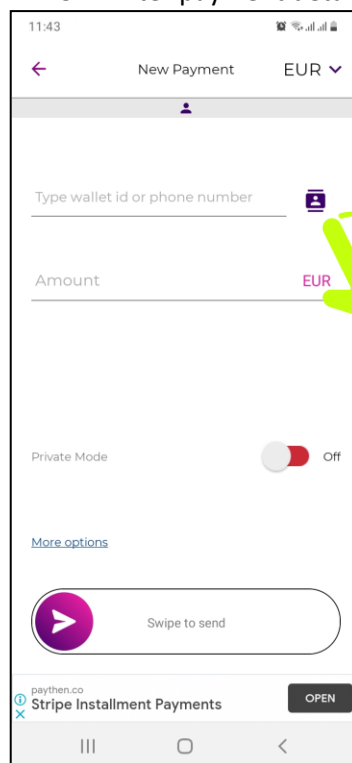 11:43
New Payment EUR
Type wallet id or phone number
Amount EUR
Private Mode Off
More options
Swipe to send
paythen.co
Stripe Installment Payments OPEN